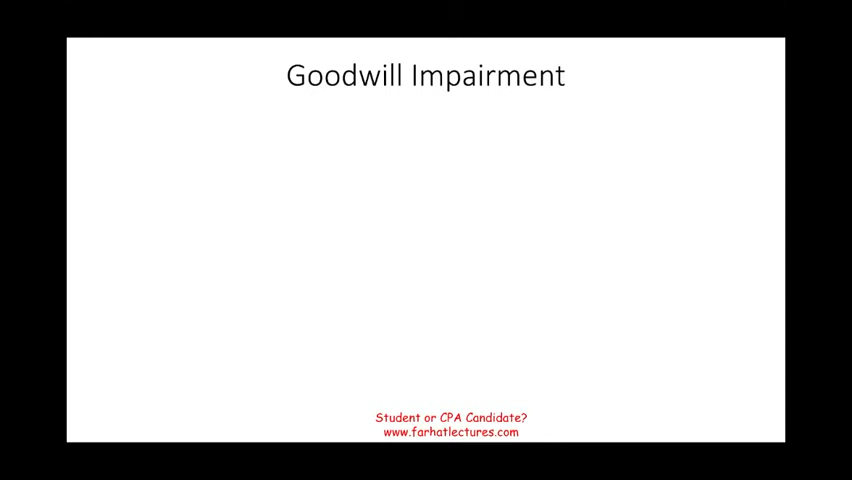 Goodwill Impairment
Student or CPA Candidate?
www.farhatlectures.com